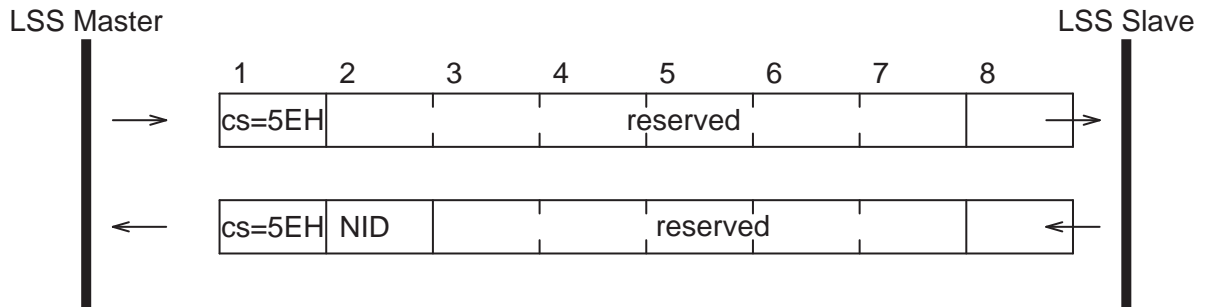 LSS Master LSS Slave
1 2 3 4 5 6 7 8
cs=5EH reserved
cs=5EH NID reserved